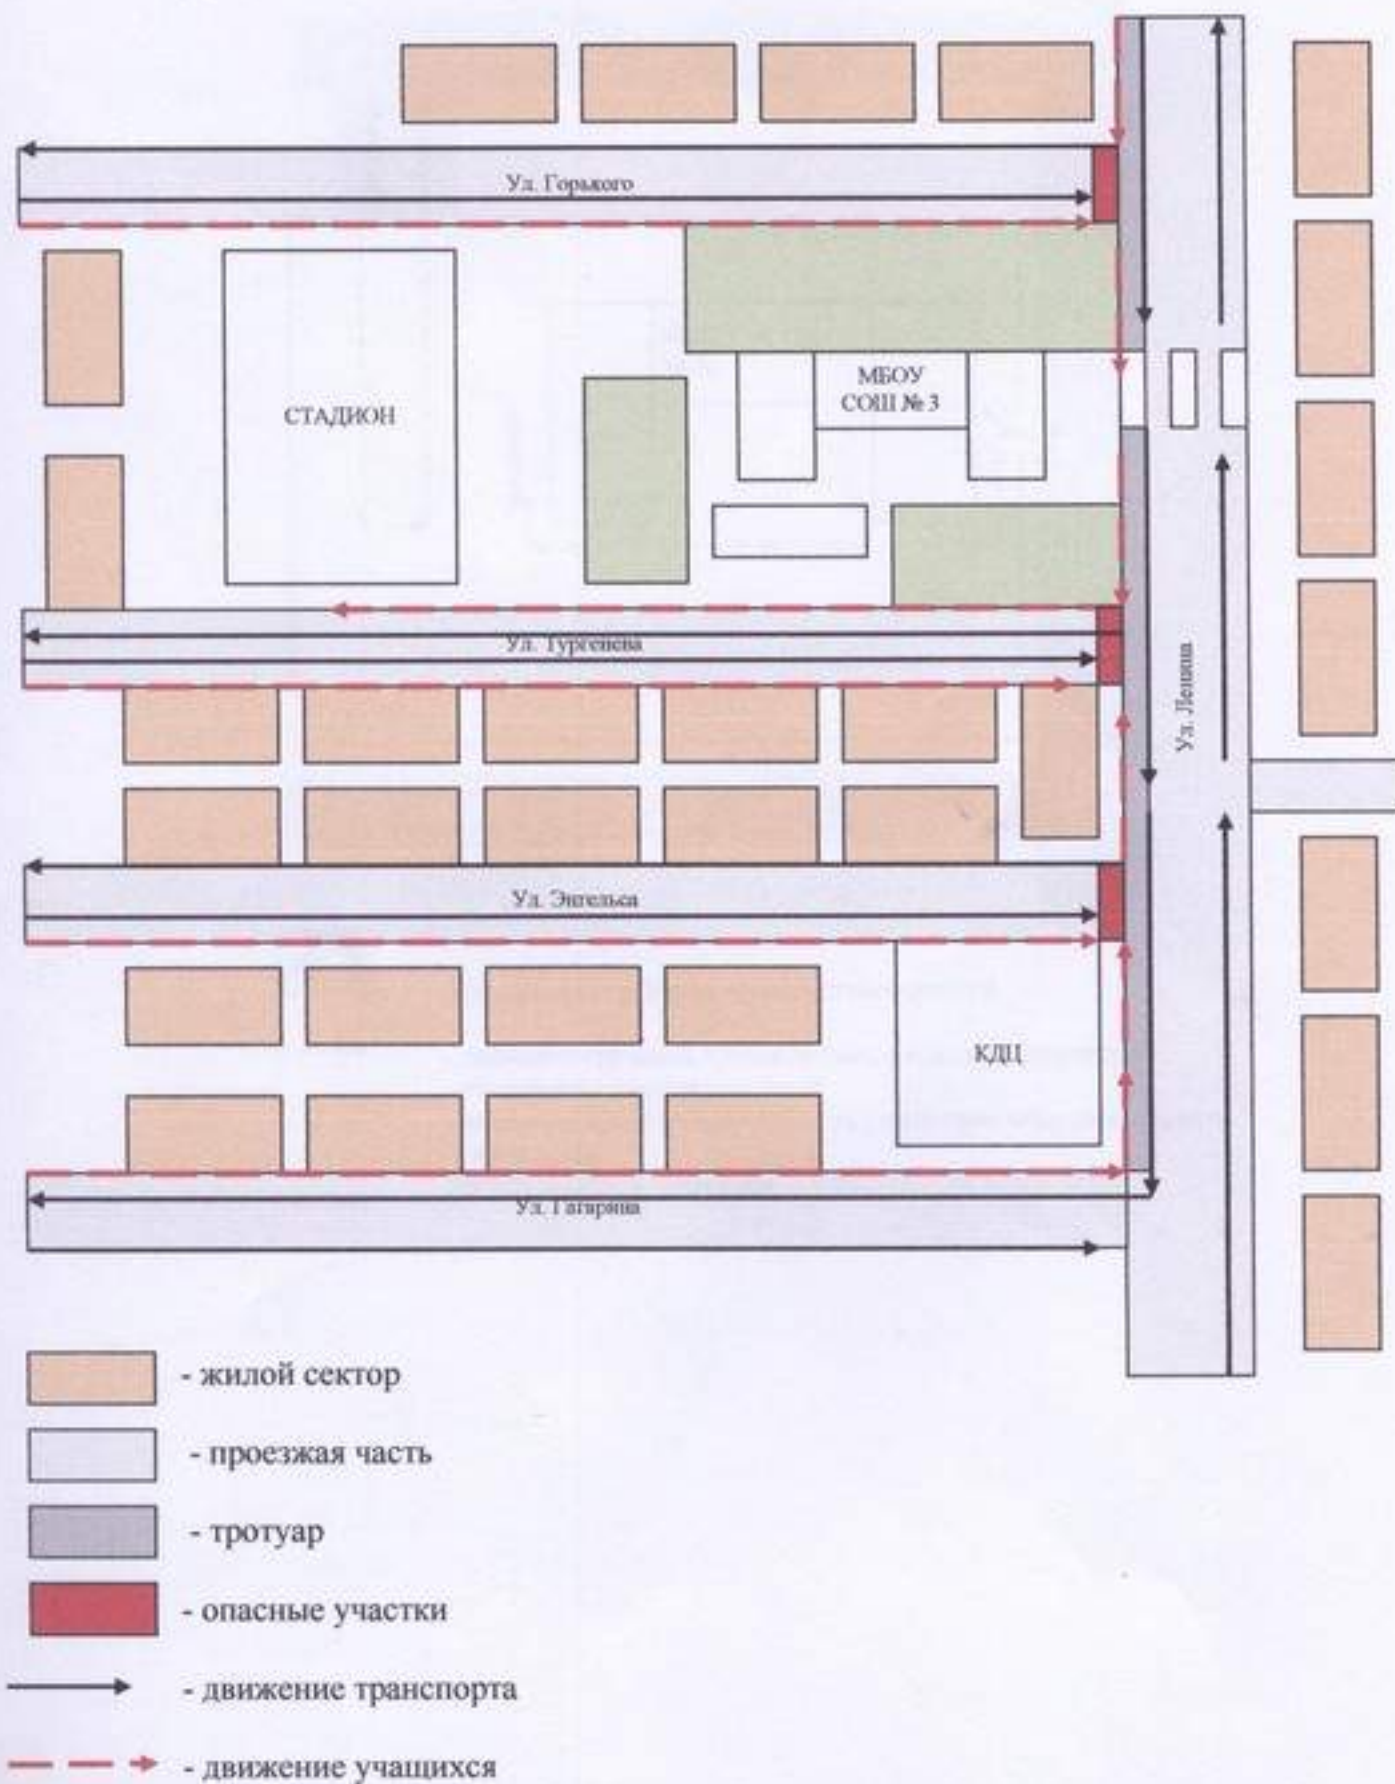 Ул. Горького
СТАДИОН
МБОУ
СОШ № 3
Ул. Тургенева
Ул. Ленина
Ул. Энгельса
КДЦ
Ул. Гагарина
- жилой сектор
- проезжая часть
- тротуар
- опасные участки
- движение транспорта
- движение учащихся